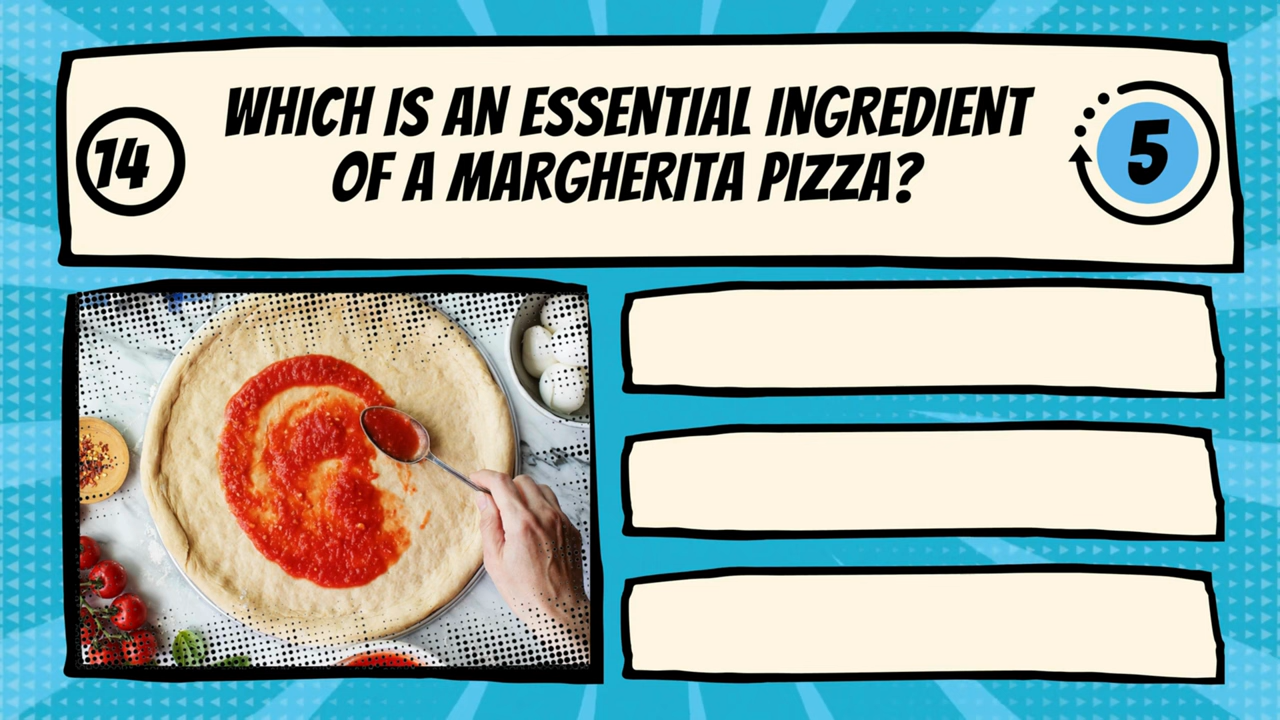 14
WHICH IS AN ESSENTIAL INGREDIENT
OF A MARGHERITA PIZZA?
5